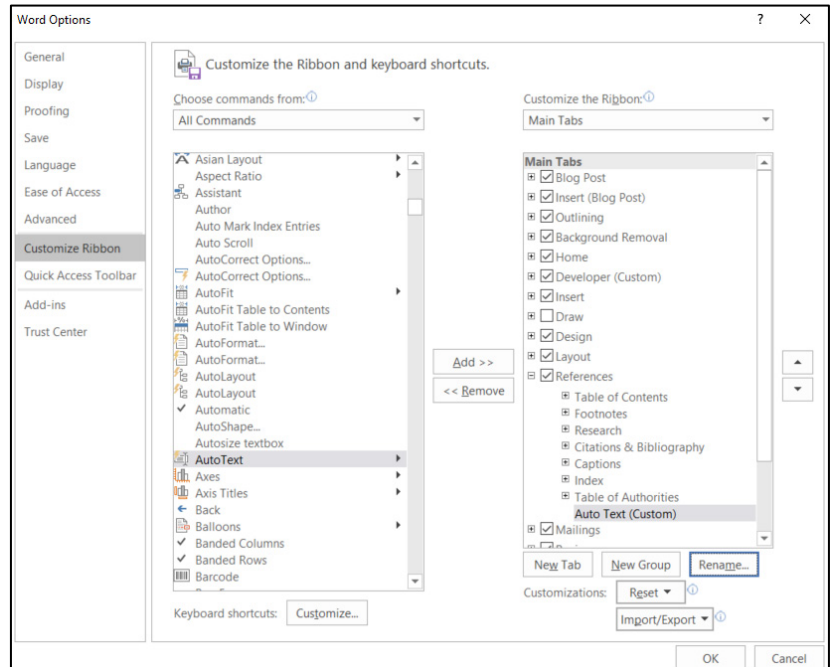 Word Options
?
General
Display
Proofing
Save
Language
Ease of Access
Advanced
Customize Ribbon
Quick Access Toolbar
Add-ins
Trust Center
Customize the Ribbon and keyboard shortcuts.
Choose commands from:
All Commands
Asian Layout
Aspect Ratio
Assistant
Author
Auto Mark Index Entries
Auto Scroll
AutoCorrect Options...
AutoCorrect Options...
AutoFit
AutoFit Table to Contents
AutoFit Table to Window
AutoFormat...
AutoFormat...
AutoLayout
AutoLayout
Automatic
AutoShape...
Autosize textbox
AutoText
Axes
Axis Titles
Back
Balloons
Banded Columns
Banded Rows
Barcode
Keyboard shortcuts: Customize...
Add >>
<< Remove
Customize the Ribbon:
Main Tabs
Main Tabs
Blog Post
Insert (Blog Post)
Outlining
Background Removal
Home
Developer (Custom)
Insert
Draw
Design
Layout
References
Table of Contents
Footnotes
Research
Citations & Bibliography
Captions
Index
Table of Authorities
Auto Text (Custom)
Mailings
New Tab New Group Rename...
Customizations: Reset
Import/Export
OK Cancel